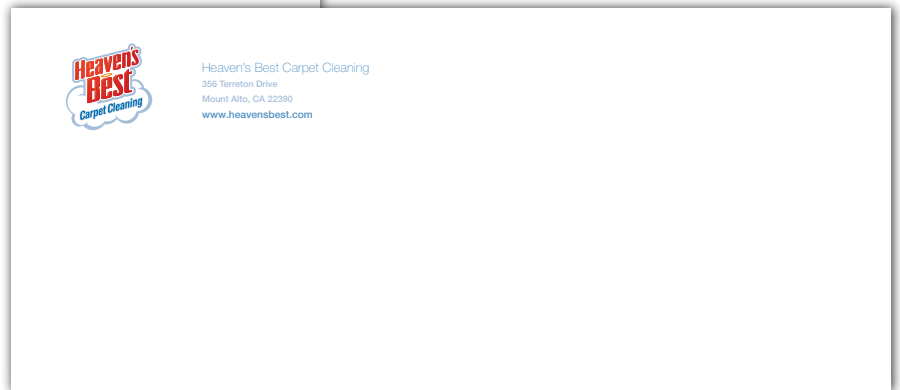 Heaven's
Best
Carpet Cleaning
Heaven's Best Carpet Cleaning
356 Terreton Drive
Mount Alto, CA 22390
www.heavensbest.com